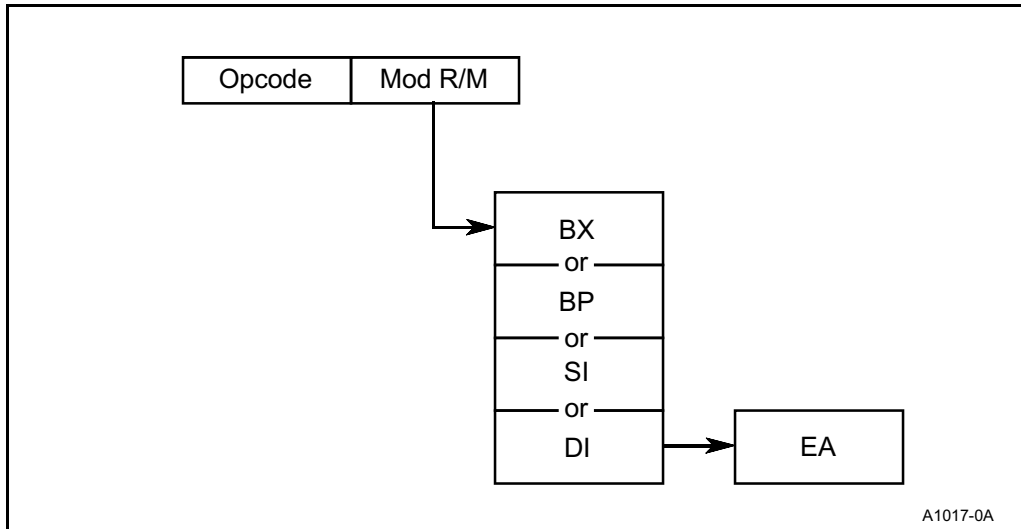 Opcode Mod R/M
BX
or
BP
or
SI
or
DI EA
A1017-0A